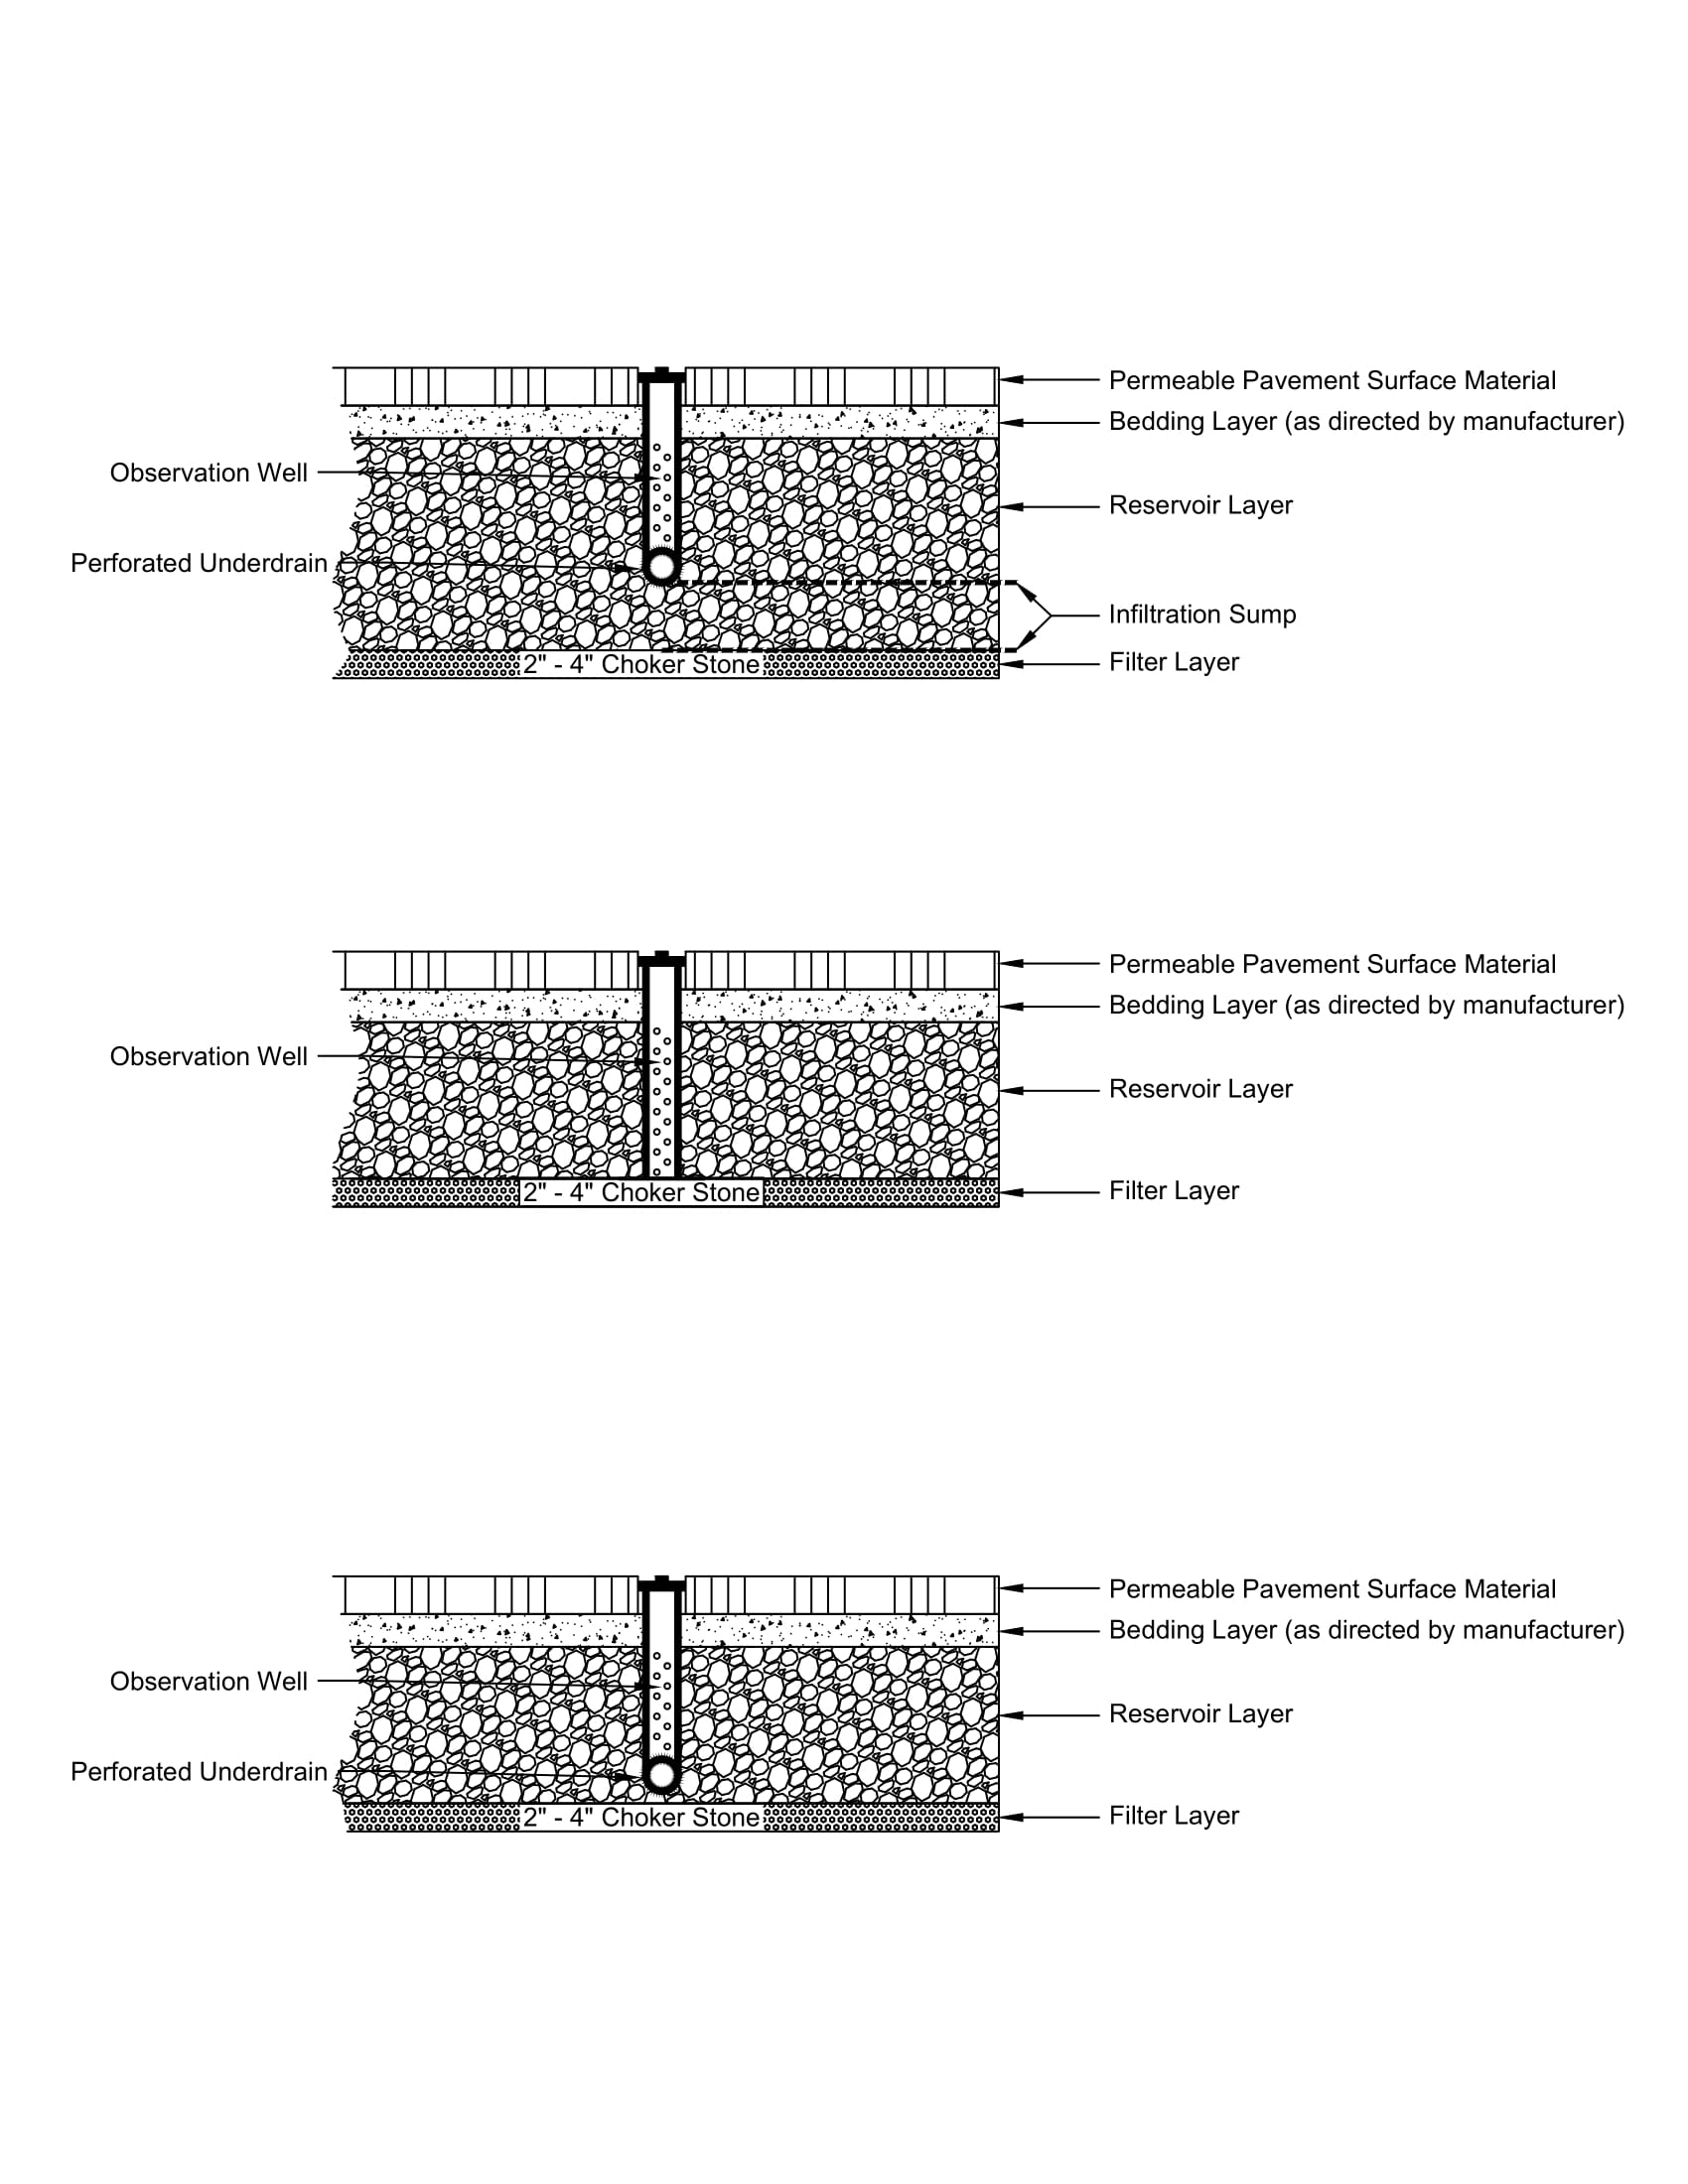 Permeable Pavement Surface Material
Bedding Layer (as directed by manufacturer)
Observation Well
Reservoir Layer
Perforated Underdrain
Infiltration Sump
2" - 4" Choker Stone
Filter Layer
Permeable Pavement Surface Material
Bedding Layer (as directed by manufacturer)
Observation Well
Reservoir Layer
2" - 4" Choker Stone
Filter Layer
Permeable Pavement Surface Material
Bedding Layer (as directed by manufacturer)
Observation Well
Reservoir Layer
Perforated Underdrain
2" - 4" Choker Stone
Filter Layer